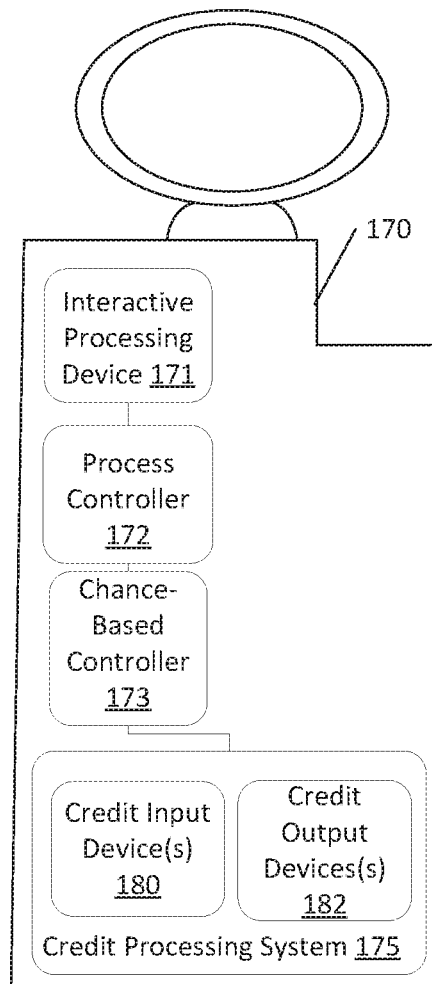 170
Interactive
Processing
Device 171
Process
Controller
172
Chance-
Based
Controller
173
Credit Input
Device(s)
180
Credit
Output
Devices(s)
182
Credit Processing System 175